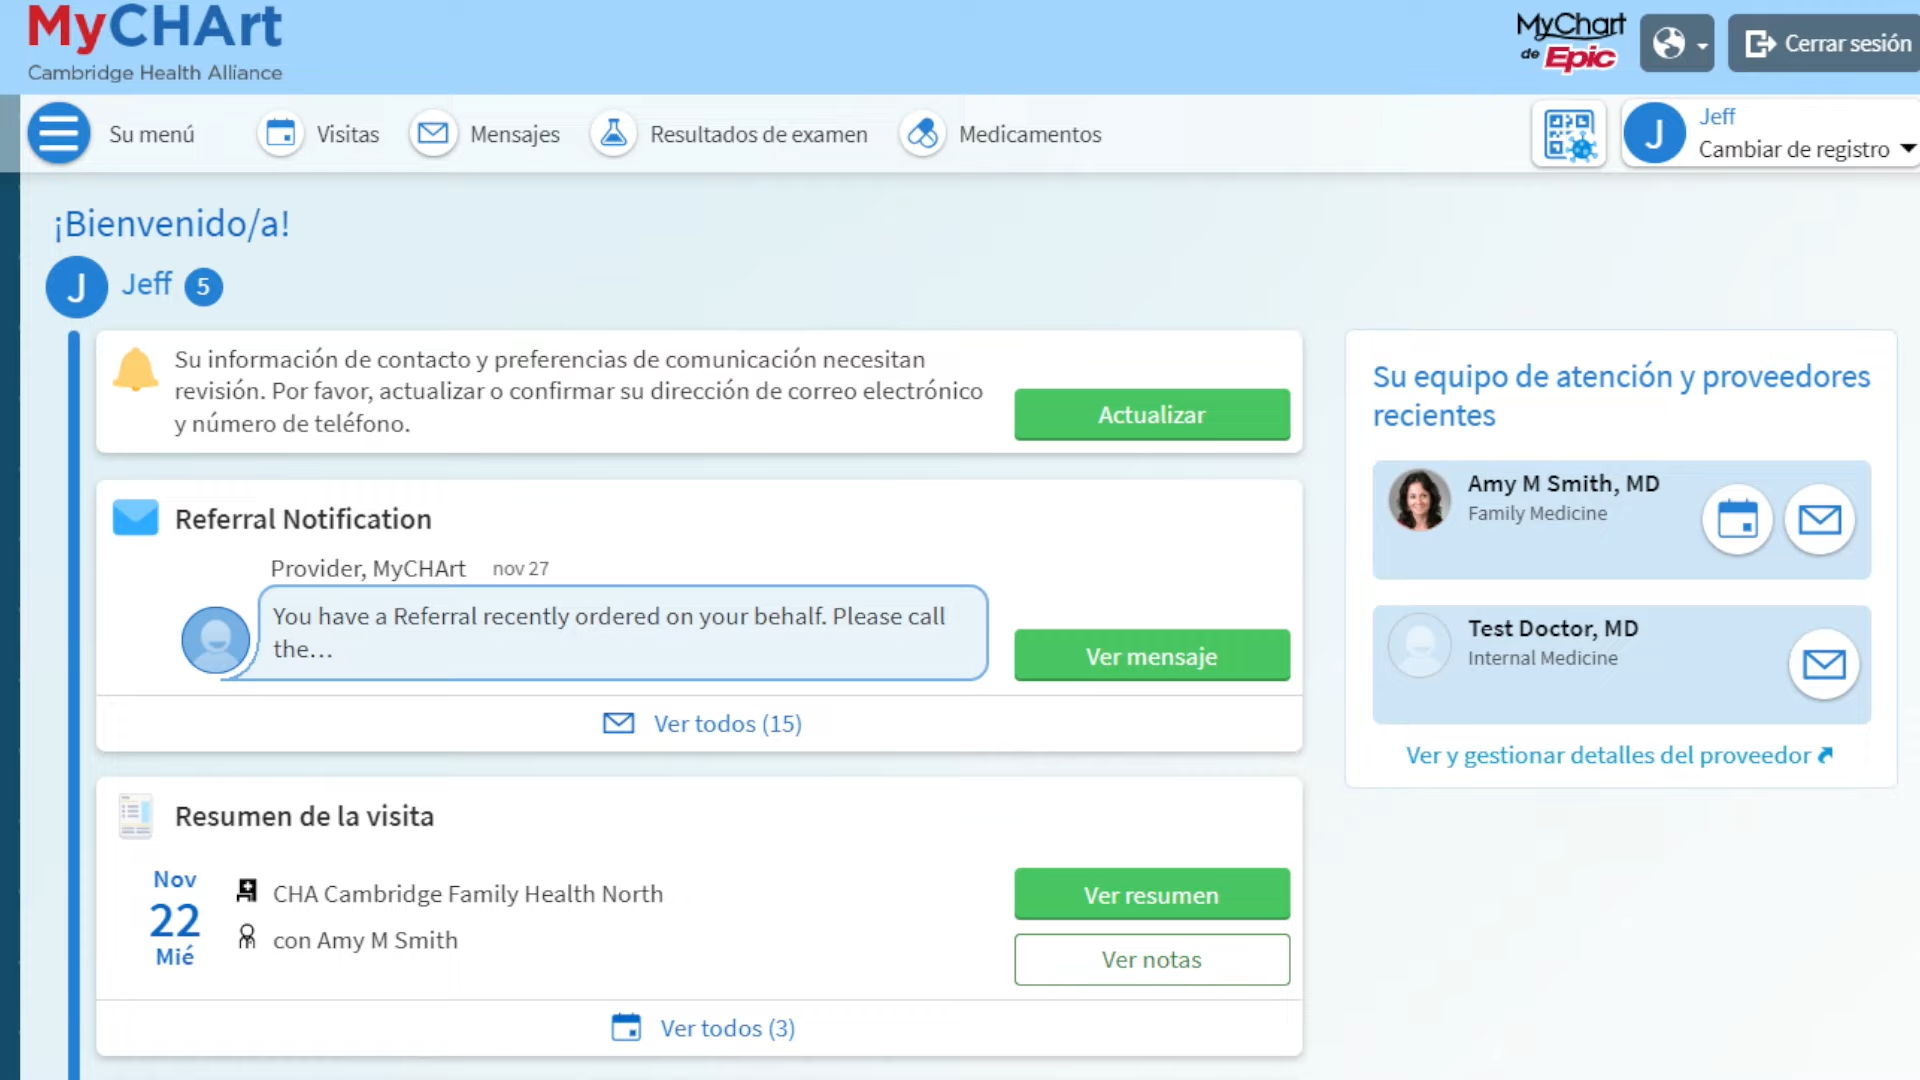 MyCHArt
Cambridge Health Alliance
MyChart
de Epic
Cerrar sesión
Su menú
Visitas
Mensajes
Resultados de examen
Medicamentos
J
Jeff
Cambiar de registro
¡Bienvenido/a!
J
Jeff
5
Su información de contacto y preferencias de comunicación necesitan
revisión. Por favor, actualizar o confirmar su dirección de correo electrónico
y número de teléfono.
Actualizar
Referral Notification
Provider, MyCHArt nov 27
You have a Referral recently ordered on your behalf. Please call
the...
Ver mensaje
Ver todos (15)
Resumen de la visita
Nov
22
Mié
CHA Cambridge Family Health North
con Amy M Smith
Ver resumen
Ver notas
Ver todos (3)
Su equipo de atención y proveedores
recientes
Amy M Smith, MD
Family Medicine
Test Doctor, MD
Internal Medicine
Ver y gestionar detalles del proveedor